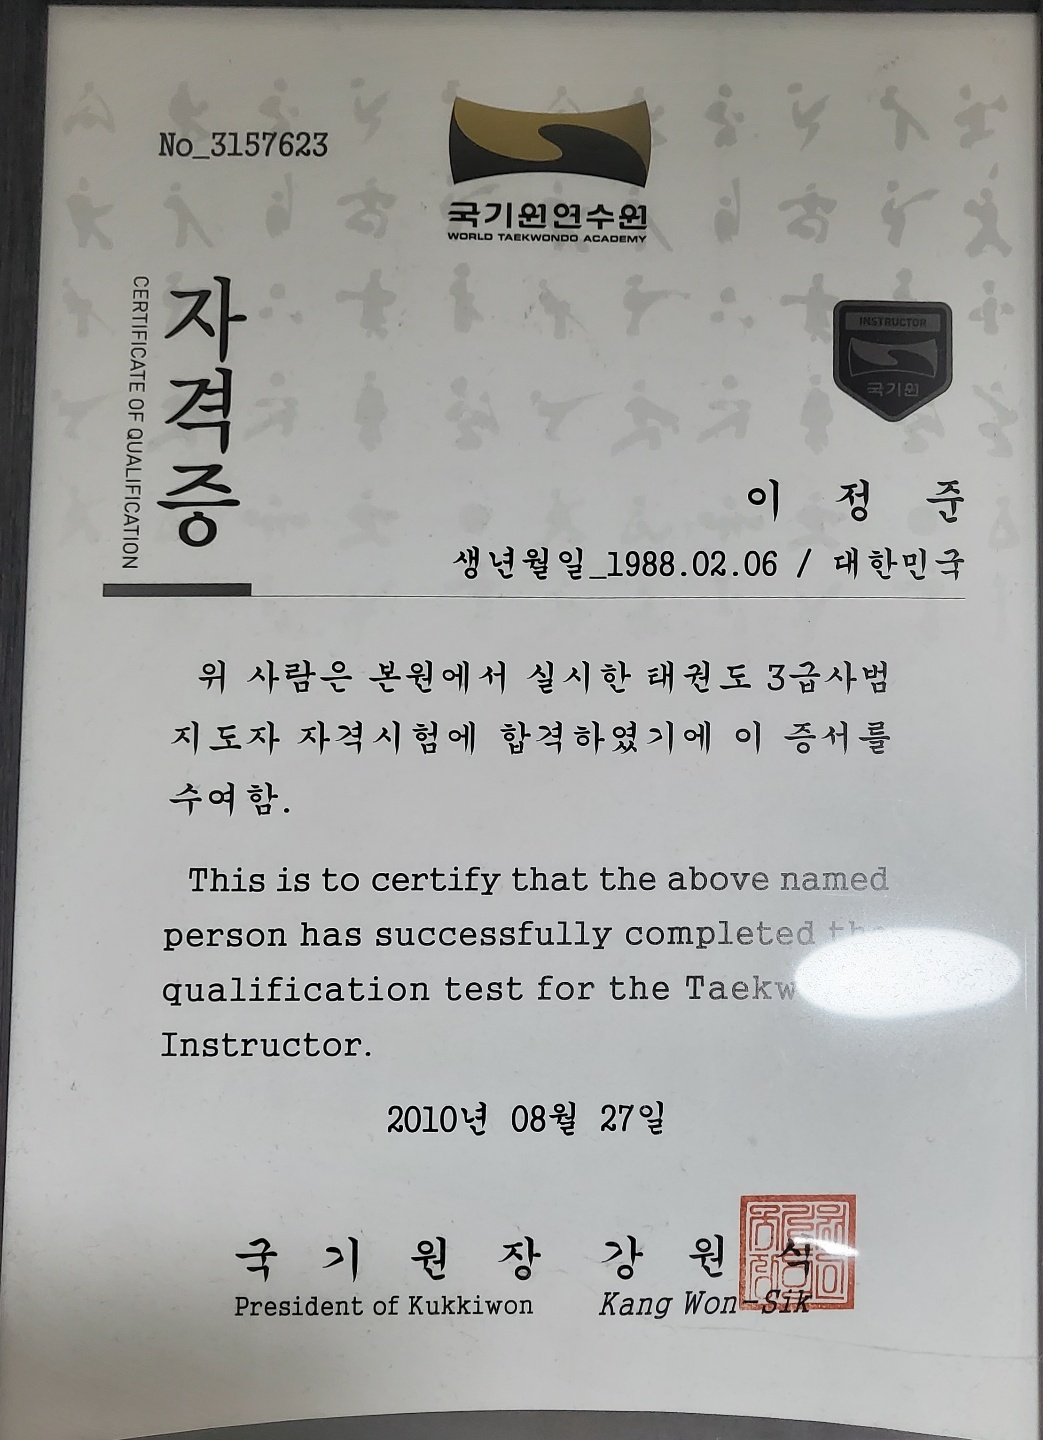 No_3157623
국기원연수원
WORLD TAEKWONDO ACADEMY
자격증
CERTIFICATE OF QUALIFICATION
INSTRUCTOR
국기원
이 정 준
생년월일_1988.02.06 / 대한민국
위 사람은 본원에서 실시한 태권도 3급사범
지도자 자격시험에 합격하였기에 이 증서를
수여함.
This is to certify that the above named
person has successfully completed the
qualification test for the
Instructor.
2010년 08월 27일
국 기 원 장 강 원 식
President of Kukkiwon Kang Won-Sik